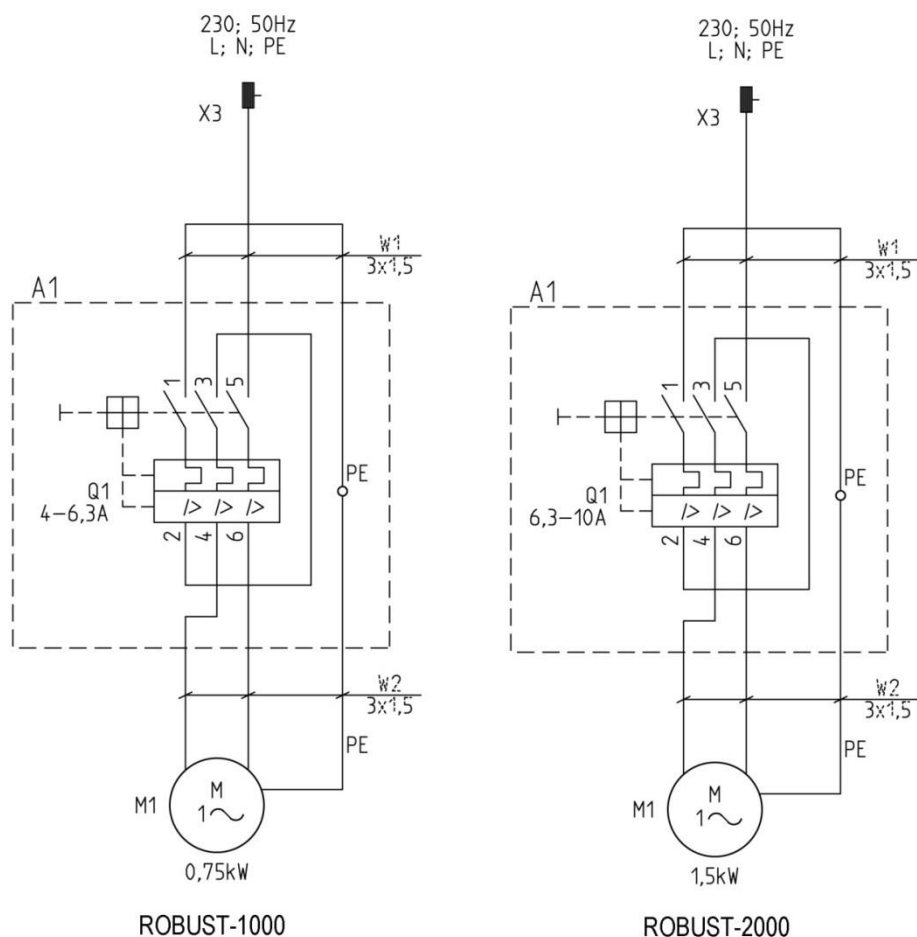 230; 50Hz
L; N; PE
X3
W1
3x1,5
A1
1
3
5
PE
Q1
4-6,3A
I>
I>
I>
2
4
6
W2
3x1,5
PE
M1
M
1~
0,75kW
ROBUST-1000
230; 50Hz
L; N; PE
X3
W1
3x1,5
A1
1
3
5
PE
Q1
6,3-10A
I>
I>
I>
2
4
6
W2
3x1,5
PE
M1
M
1~
1,5kW
ROBUST-2000